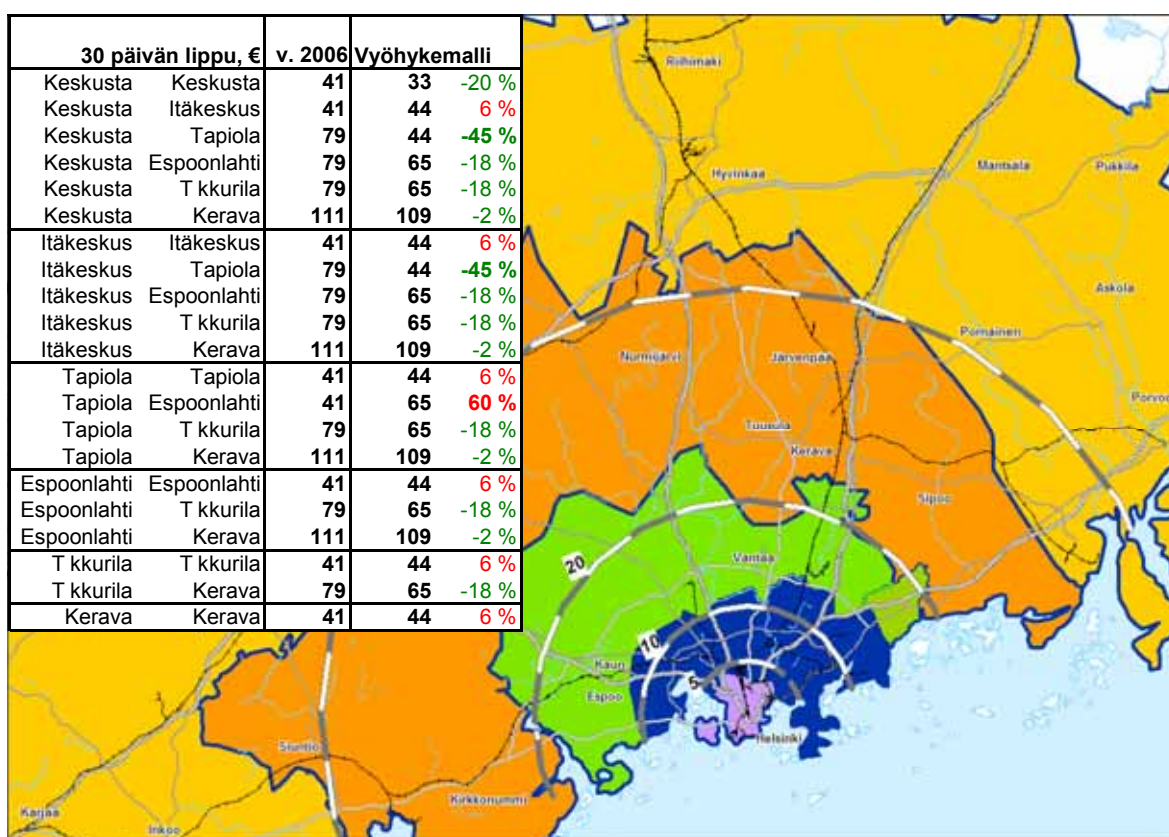 30 päivän lippu, € v. 2006 Vyöhykemalli
Keskusta Keskusta 41 33 -20 %
Keskusta Itäkeskus 41 44 6 %
Keskusta Tapiola 79 44 -45 %
Keskusta Espoonlahti 79 65 -18 %
Keskusta T kkurila 79 65 -18 %
Keskusta Kerava 111 109 -2 %
Itäkeskus Itäkeskus 41 44 6 %
Itäkeskus Tapiola 79 44 -45 %
Itäkeskus Espoonlahti 79 65 -18 %
Itäkeskus T kkurila 79 65 -18 %
Itäkeskus Kerava 111 109 -2 %
Tapiola Tapiola 41 44 6 %
Tapiola Espoonlahti 41 65 60 %
Tapiola T kkurila 79 65 -18 %
Tapiola Kerava 111 109 -2 %
Espoonlahti Espoonlahti 41 44 6 %
Espoonlahti T kkurila 79 65 -18 %
Espoonlahti Kerava 111 109 -2 %
T kkurila T kkurila 41 44 6 %
T kkurila Kerava 79 65 -18 %
Kerava Kerava 41 44 6 %
Riihimäki
Hyvinkää
Mäntsälä
Pukkila
Askola
Pornainen
Porvoo
Nurmijärvi
Järvenpää
Tuusula
Kerava
Sipoo
20
Vantaa
10
Kaun
Espoo
5
Helsinki
Siuntio
Kirkkonummi
Karjaa
Inkoo